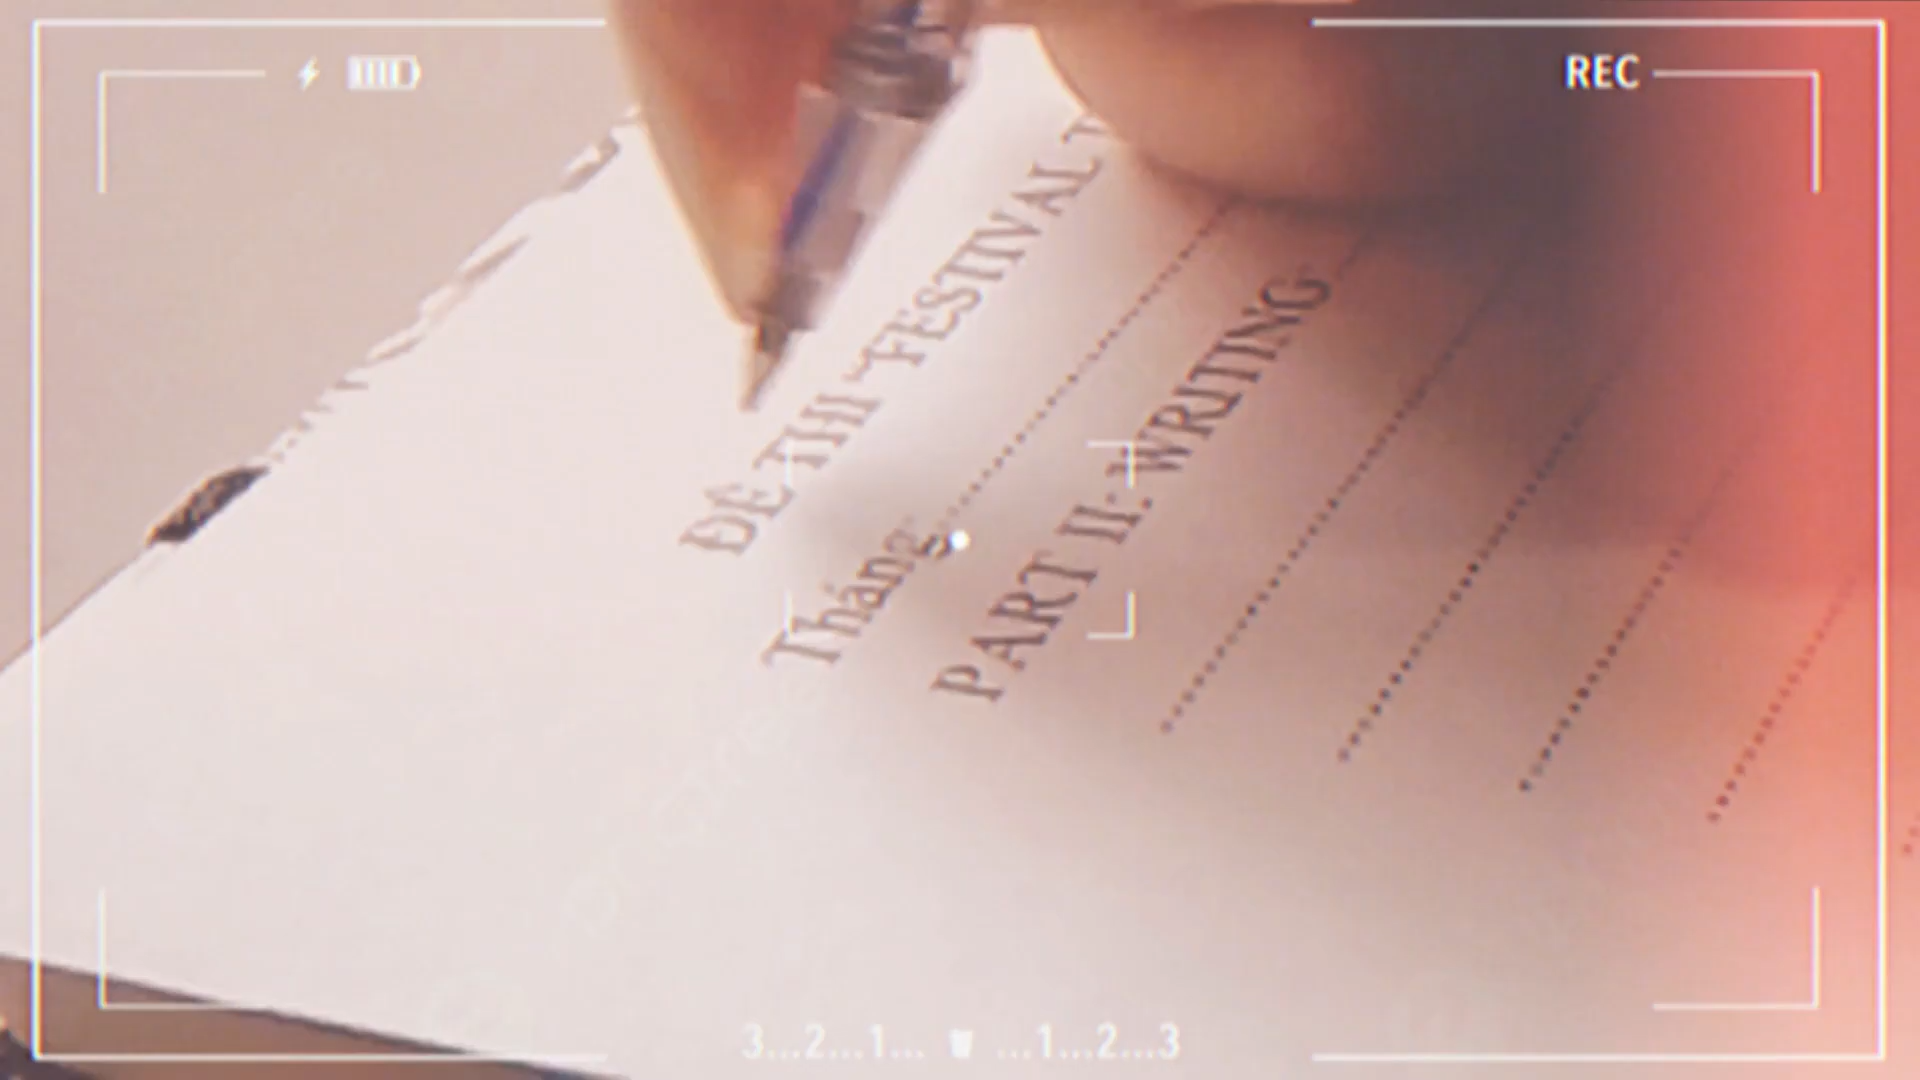 REC
ĐỀ THI “FESTIVAL
Tháng
PART II: WRITING
3...2...1... ...1...2...3